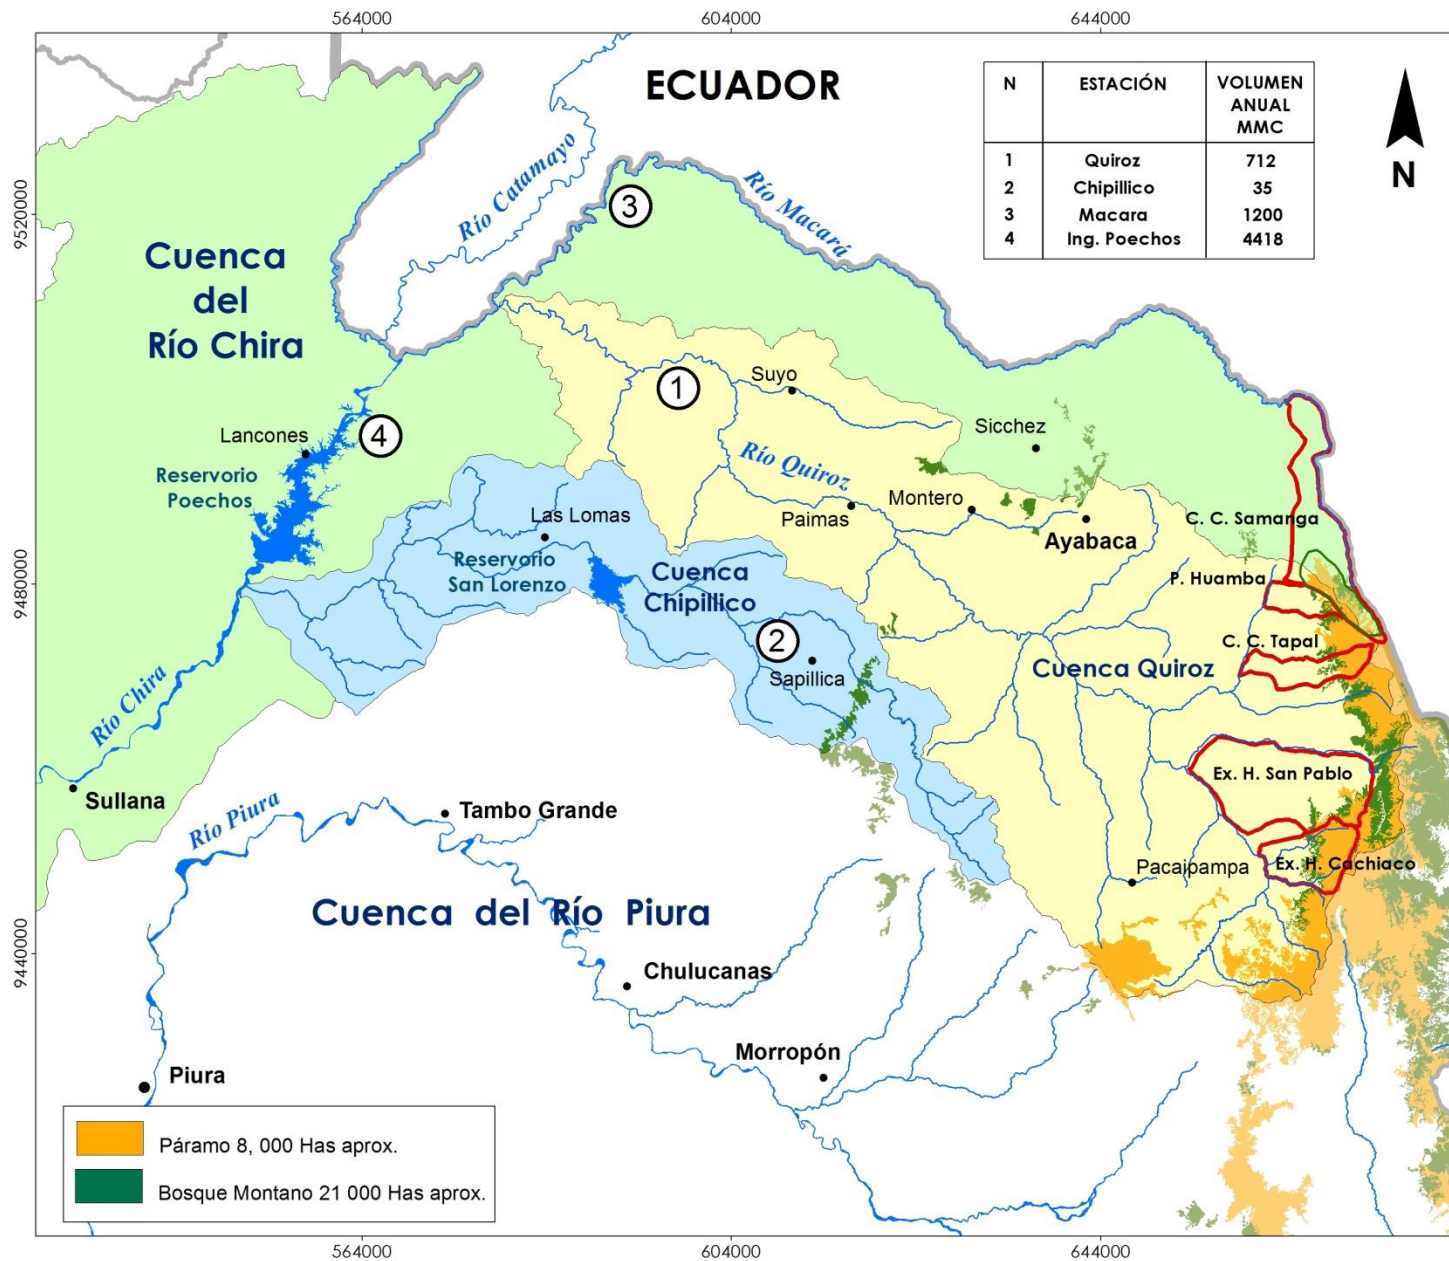 564000
604000
644000
ECUADOR
N
ESTACIÓN
VOLUMEN
ANUAL
MMC
1
Quiroz
712
2
Chipillico
35
3
Macara
1200
4
Ing. Poechos
4418
N
9520000
9480000
9440000
Río Catamayo
3
Río Macará
Cuenca
del
Río Chira
1
Suyo
4
Lancones
Sicchez
Reservorio
Poechos
Río Quiroz
Montero
Paimas
Ayabaca
C. C. Samanga
Las Lomas
Reservorio
San Lorenzo
Cuenca
Chipillico
P. Huamba
2
Sapillica
C. C. Tapal
Cuenca Quiroz
Río Chira
Sullana
Ex. H. San Pablo
Río Piura
Tambo Grande
Pacaipampa
Ex. H. Cachiaco
Cuenca del Río Piura
Chulucanas
Morropón
Piura
Páramo 8, 000 Has aprox.
Bosque Montano 21 000 Has aprox.
564000
604000
644000